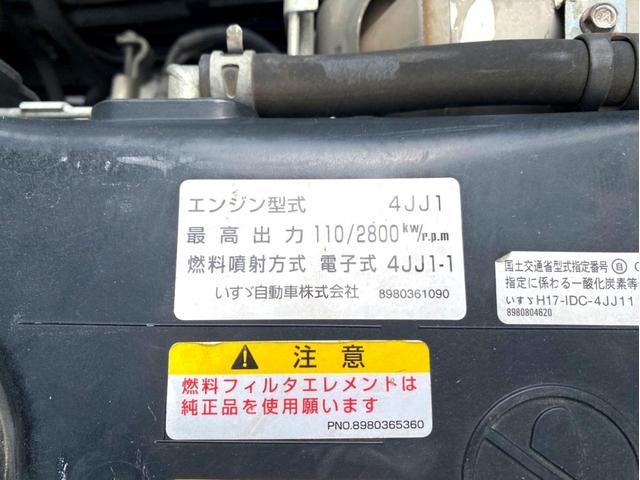 エンジン型式 4JJ1
最高出力 110/2800 kw/r.p.m
燃料噴射方式 電子式 4JJ1-1
いすゞ自動車株式会社 8980361090
国土交通省型式指定番号 自
指定に係わる一酸化炭素等
いすゞH17-IDC-4JJ11
8980804620
注意
燃料フィルタエレメントは
純正品を使用願います
PNO.8980365360